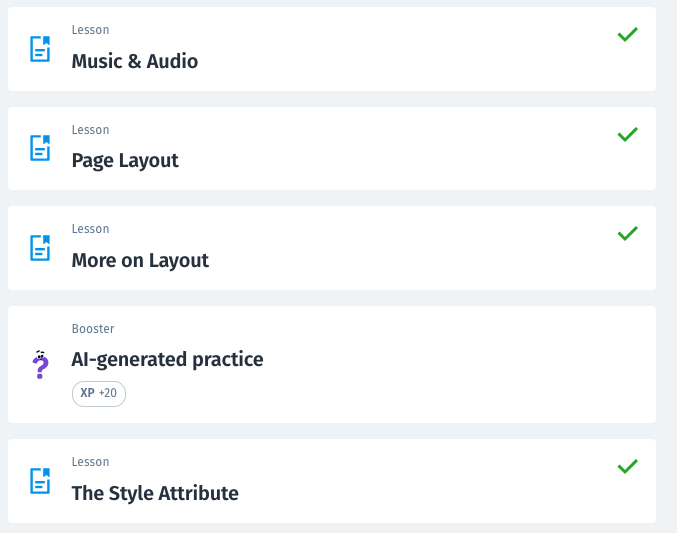 Lesson
Music & Audio
Lesson
Page Layout
Lesson
More on Layout
Booster
AI-generated practice
XP +20
Lesson
The Style Attribute